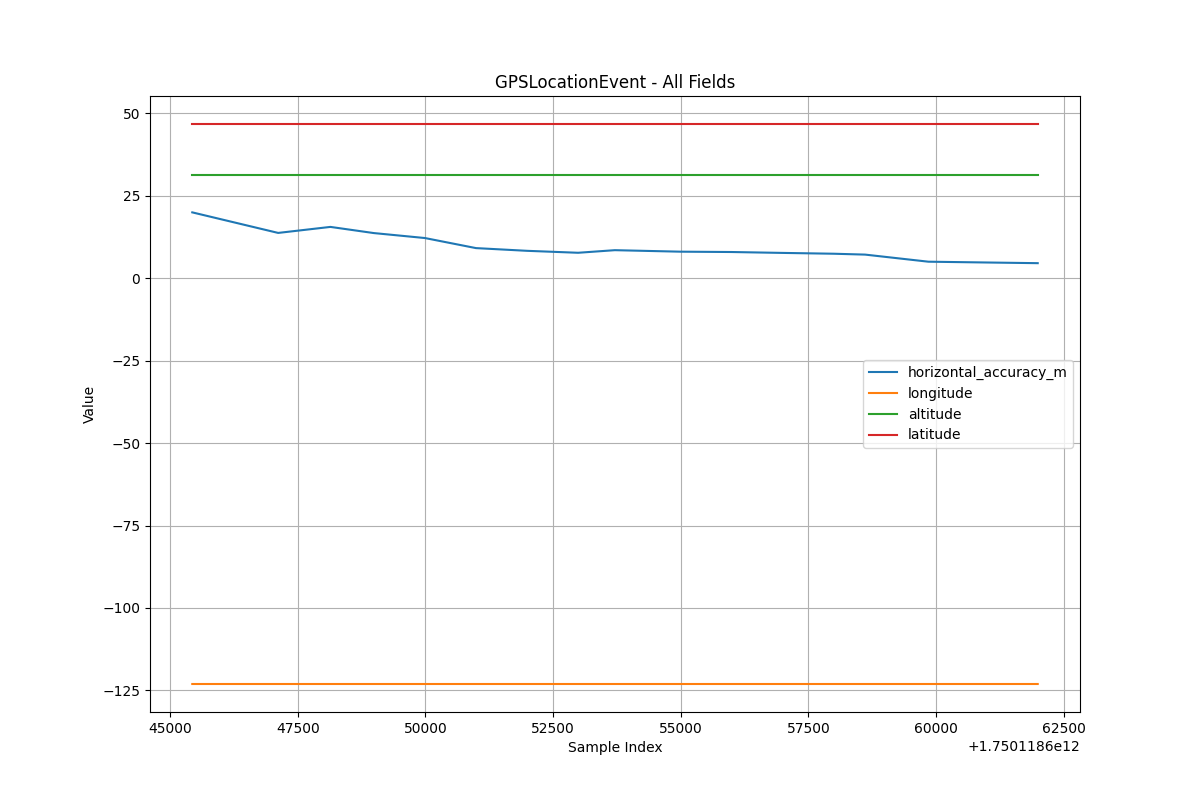 GPSLocationEvent - All Fields
50
25
0
−25
−50
−75
−100
−125
Value
horizontal_accuracy_m
longitude
altitude
latitude
45000 47500 50000 52500 55000 57500 60000 62500
Sample Index
+1.7501186e12